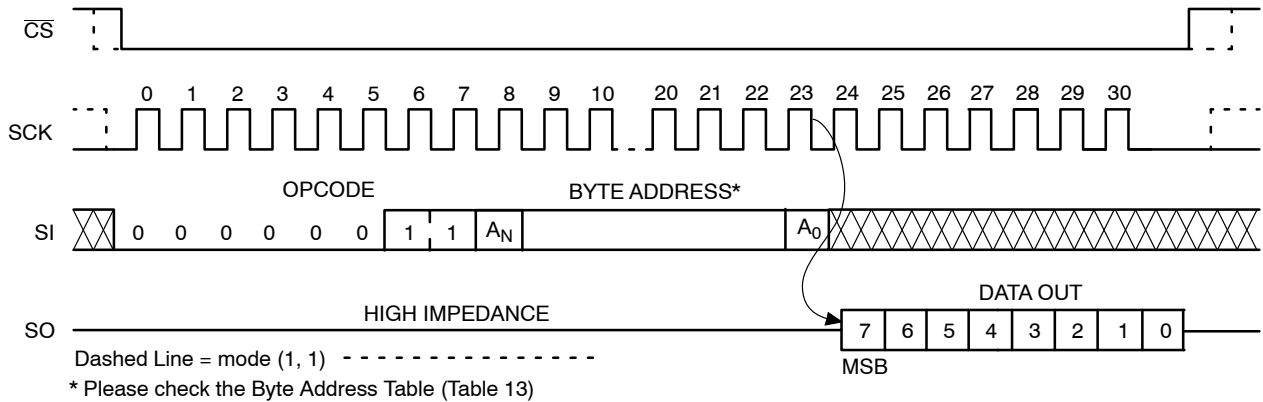 CS
0 1 2 3 4 5 6 7 8 9 10 20 21 22 23 24 25 26 27 28 29 30
SCK
OPCODE BYTE ADDRESS*
SI 0 0 0 0 0 0 1 1 AN A0
DATA OUT
HIGH IMPEDANCE
SO 7 6 5 4 3 2 1 0
Dashed Line = mode (1, 1) - - - - - - - - - - - - - - -
MSB
* Please check the Byte Address Table (Table 13)